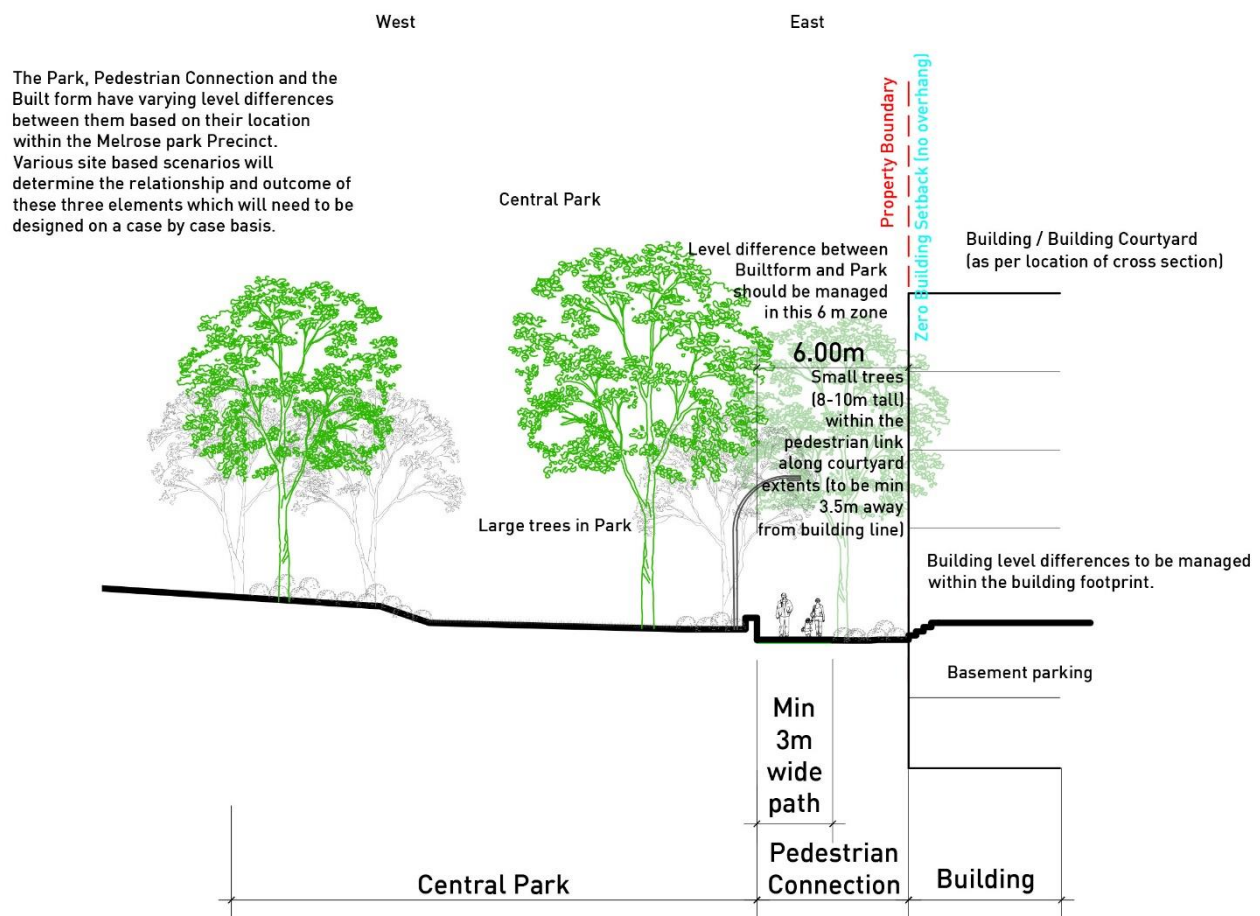 West
East
The Park, Pedestrian Connection and the
Built form have varying level differences
between them based on their location
within the Melrose park Precinct.
Various site based scenarios will
determine the relationship and outcome of
these three elements which will need to be
designed on a case by case basis.
Property Boundary
Zero Building Setback (no overhang)
Central Park
Level difference between
Builtform and Park
should be managed
in this 6 m zone
Building / Building Courtyard
(as per location of cross section)
6.00m
Small trees
(8-10m tall)
within the
pedestrian link
along courtyard
extents (to be min
3.5m away
from building line)
Large trees in Park
Building level differences to be managed
within the building footprint.
Basement parking
Min
3m
wide
path
Central Park
Pedestrian
Connection
Building